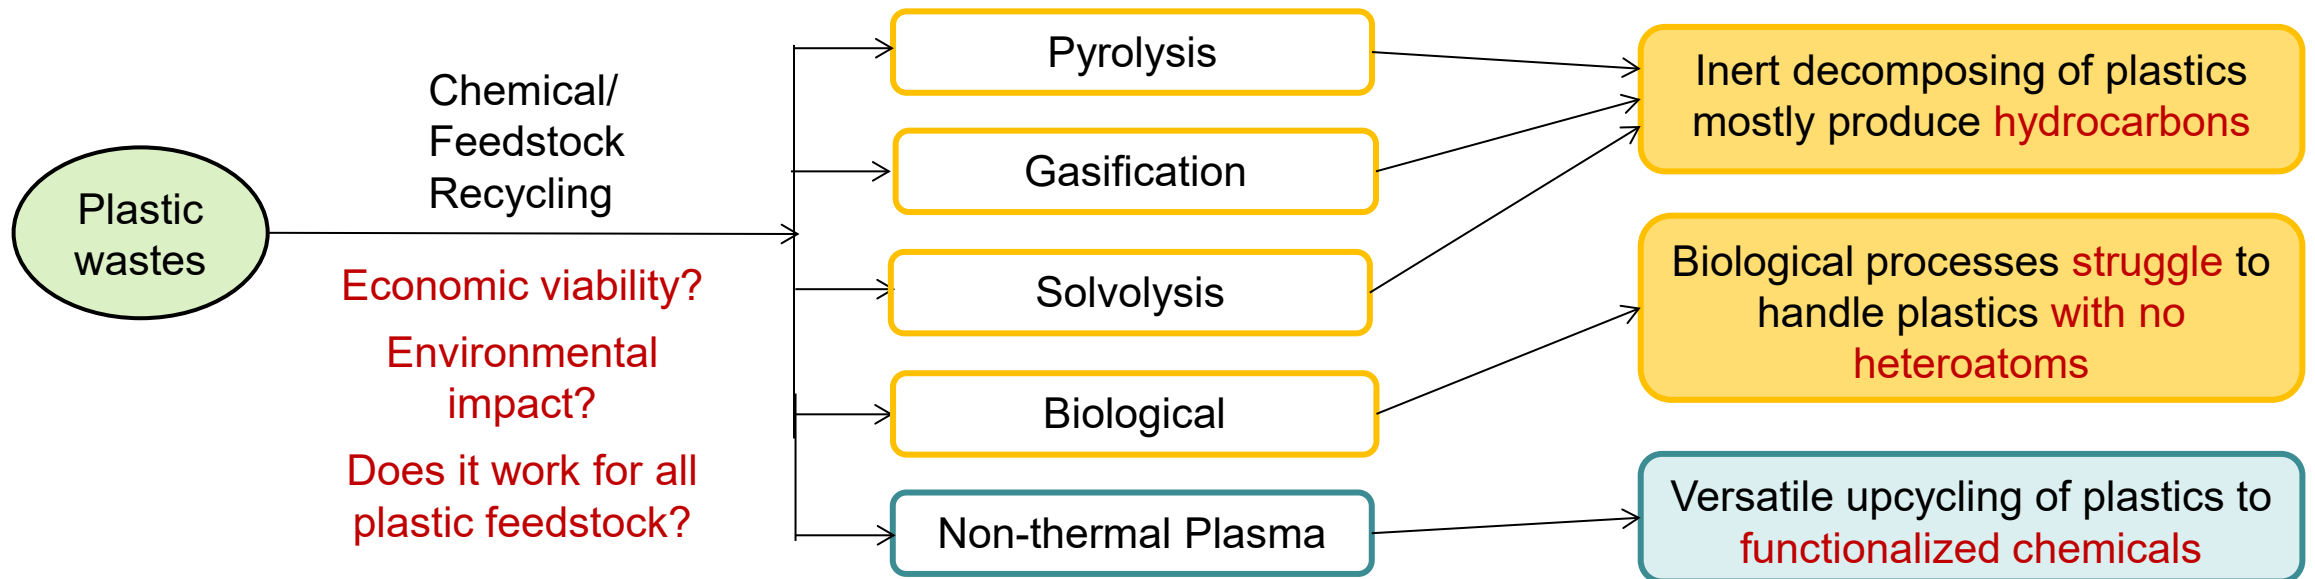 Plastic
wastes
Chemical/
Feedstock
Recycling
Economic viability?
Environmental
impact?
Does it work for all
plastic feedstock?
Pyrolysis
Gasification
Solvolysis
Biological
Non-thermal Plasma
Inert decomposing of plastics
mostly produce hydrocarbons
Biological processes struggle to
handle plastics with no
heteroatoms
Versatile upcycling of plastics to
functionalized chemicals